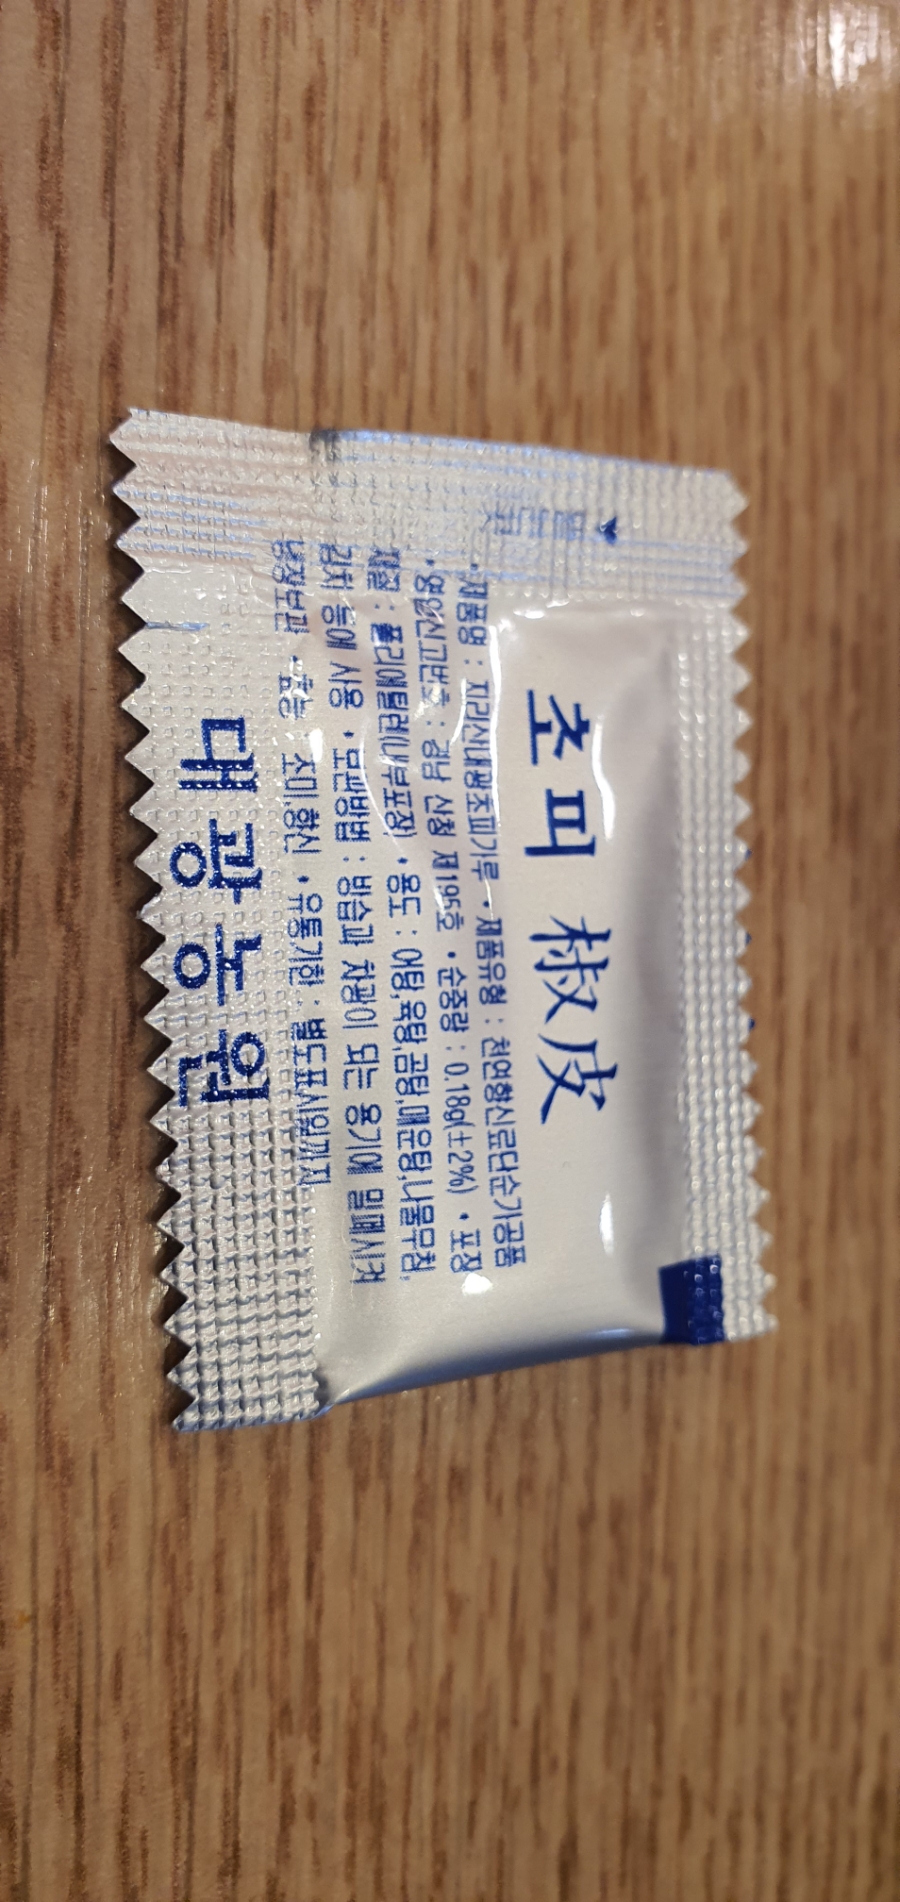 초피 椒皮
• 제품명 : 지리산대광초피가루 • 제품유형 : 천연향신료단순가공품
• 영업신고번호 : 경남 산청 제195호 • 순중량 : 0.18g(±2%) • 포장
재질 : 폴리에틸렌(내부포장) • 용도 : 어탕,육탕,곰탕,매운탕,나물무침,
김치 등에 사용 • 보관방법 : 방습과 차광이 되는 용기에 밀폐시켜
냉장보관 • 효능 : 조미,향신 • 유통기한 : 별도표시일까지
대광농원